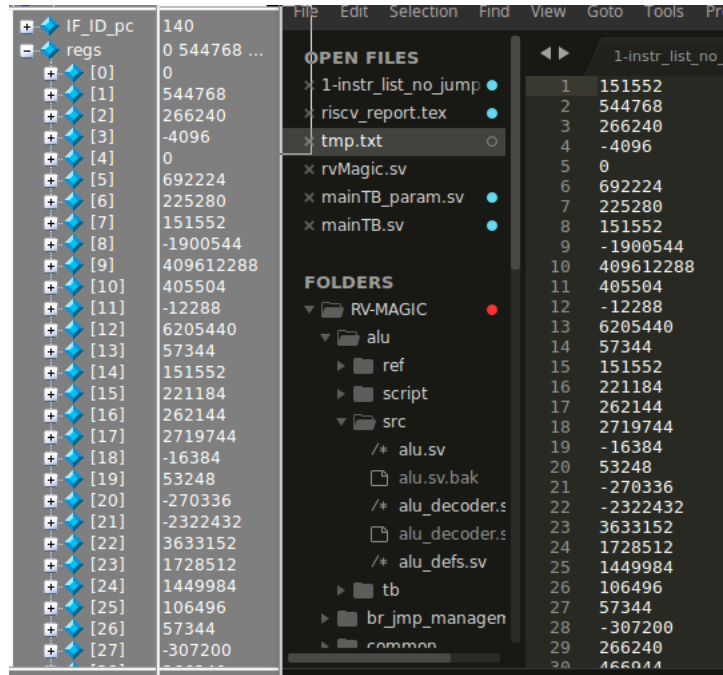 IF_ID_pc 140
regs 0 544768 ...
[0] 0
[1] 544768
[2] 266240
[3] -4096
[4] 0
[5] 692224
[6] 225280
[7] 151552
[8] -1900544
[9] 409612288
[10] 405504
[11] -12288
[12] 6205440
[13] 57344
[14] 151552
[15] 221184
[16] 262144
[17] 2719744
[18] -16384
[19] 53248
[20] -270336
[21] -2322432
[22] 3633152
[23] 1728512
[24] 1449984
[25] 106496
[26] 57344
[27] -307200
File Edit Selection Find View Goto Tools Pr
OPEN FILES
1-instr_list_no_jump
riscv_report.tex
tmp.txt
rvMagic.sv
mainTB_param.sv
mainTB.sv
FOLDERS
RV-MAGIC
alu
ref
script
src
/* alu.sv
alu.sv.bak
/* alu_decoder.s
alu_decoder.s
/* alu_defs.sv
tb
br_jmp_managem
common
1-instr_list_no_
1 151552
2 544768
3 266240
4 -4096
5 0
6 692224
7 225280
8 151552
9 -1900544
10 409612288
11 405504
12 -12288
13 6205440
14 57344
15 151552
16 221184
17 262144
18 2719744
19 -16384
20 53248
21 -270336
22 -2322432
23 3633152
24 1728512
25 1449984
26 106496
27 57344
28 -307200
29 266240
30 466944